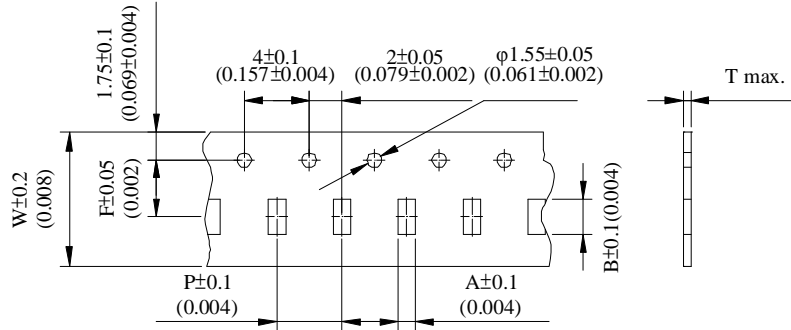 1.75±0.1
(0.069±0.004)
4±0.1
(0.157±0.004)
2±0.05
(0.079±0.002)
φ1.55±0.05
(0.061±0.002)
T max.
W±0.2
(0.008)
F±0.05
(0.002)
B±0.1(0.004)
P±0.1
(0.004)
A±0.1
(0.004)